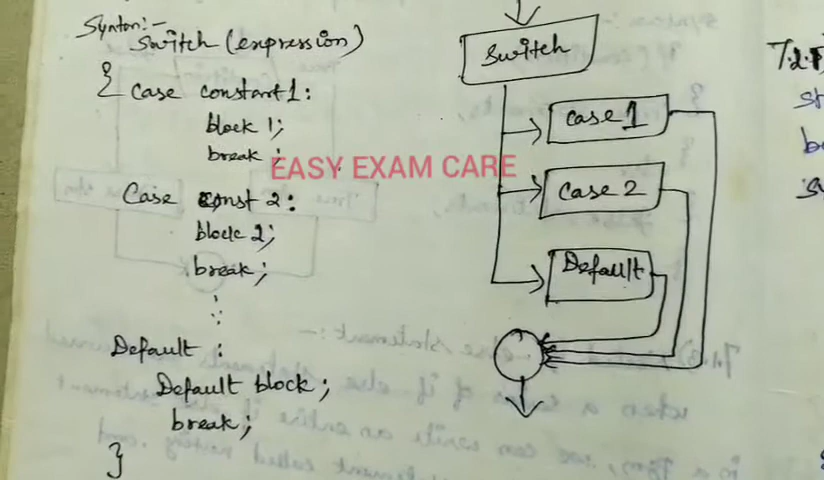 Syntax:-
Switch (expression)
{ Case constant 1:
block 1;
break;
EASY EXAM CARE
Case const 2:
block 2;
break;
Default :
Default block;
break;
}
Switch
Case 1
Case 2
Default